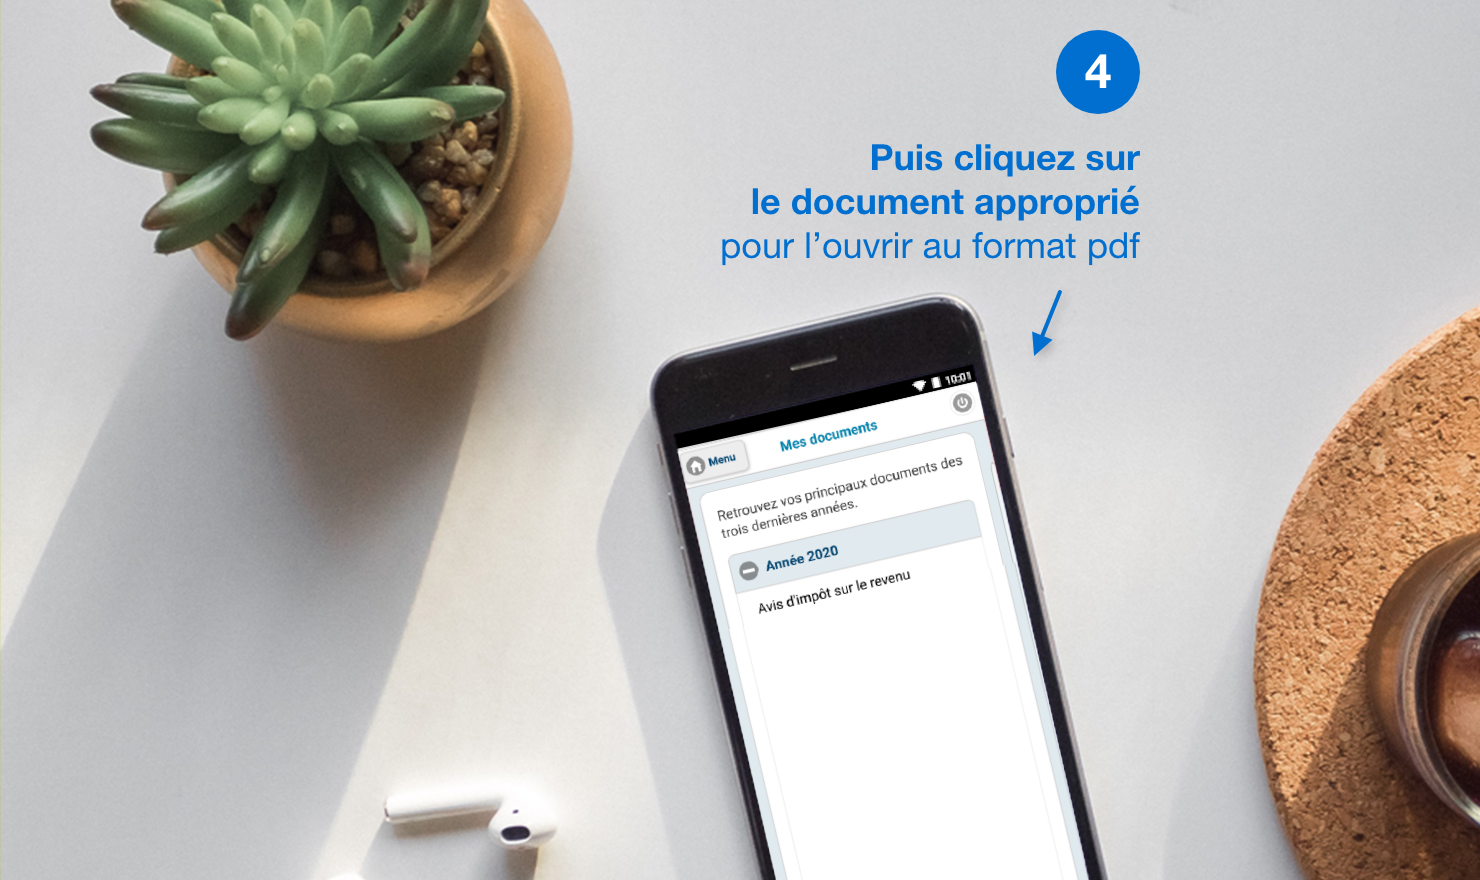 4
Puis cliquez sur
le document approprié
pour l’ouvrir au format pdf
10:01
Menu
Mes documents
Retrouvez vos principaux documents des
trois dernières années.
Année 2020
Avis d'impôt sur le revenu